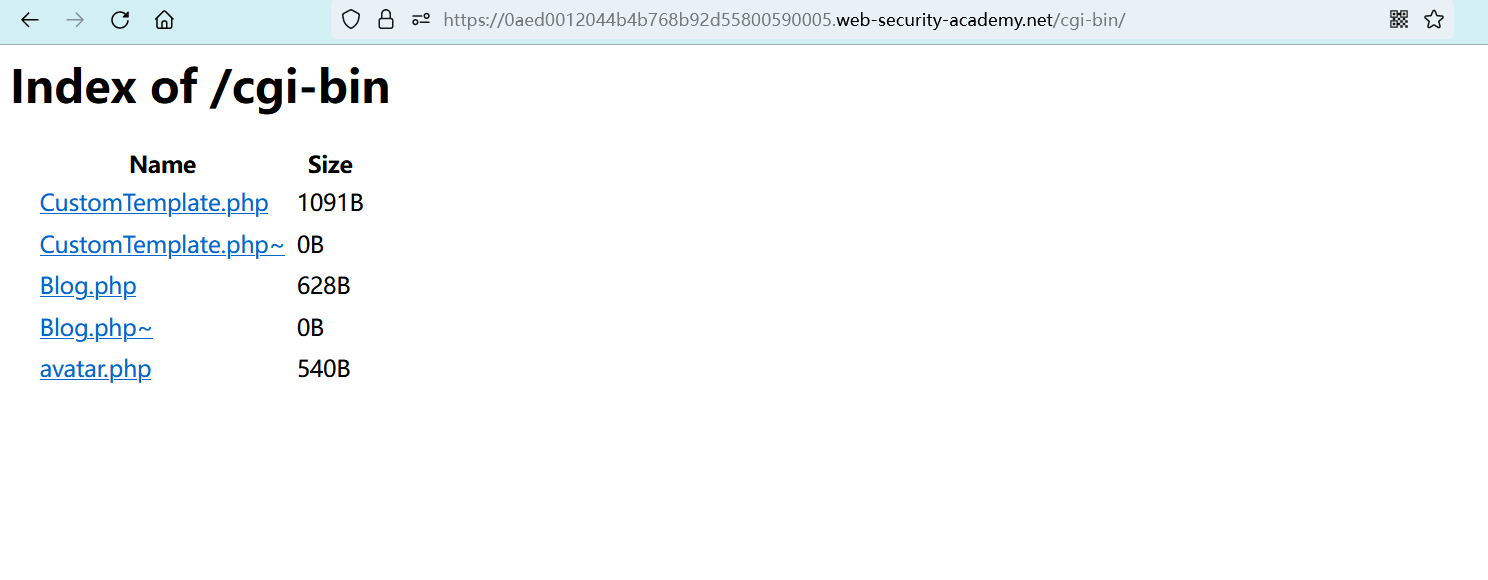 https://0aed0012044b4b768b92d55800590005.web-security-academy.net/cgi-bin/
Index of /cgi-bin
Name Size
CustomTemplate.php 1091B
CustomTemplate.php~ 0B
Blog.php 628B
Blog.php~ 0B
avatar.php 540B